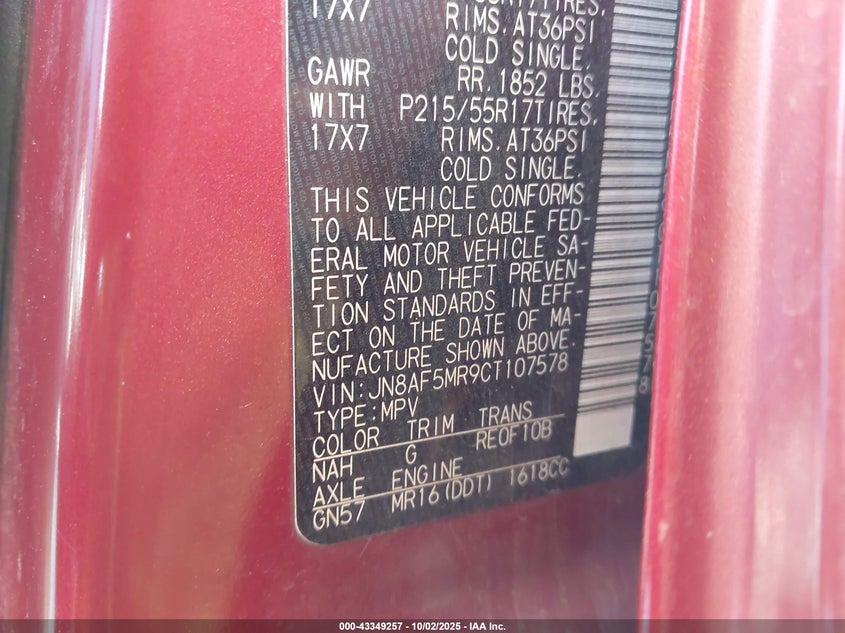 17X7
RIMS.AT36PSI
COLD SINGLE.
GAWR RR.1852 LBS.
WITH P215/55R17TIRES.
17X7 RIMS.AT36PSI
COLD SINGLE.
THIS VEHICLE CONFORMS
TO ALL APPLICABLE FED-
ERAL MOTOR VEHICLE SA-
FETY AND THEFT PREVEN-
TION STANDARDS IN EFF-
ECT ON THE DATE OF MA-
NUFACTURE SHOWN ABOVE.
VIN:JN8AF5MR9CT107578
TYPE:MPV
COLOR TRIM TRANS
NAH G RE0F10B
AXLE ENGINE
GN57 MR16(DDT) 1618CC
000-43349257 - 10/02/2025 - IAA Inc.